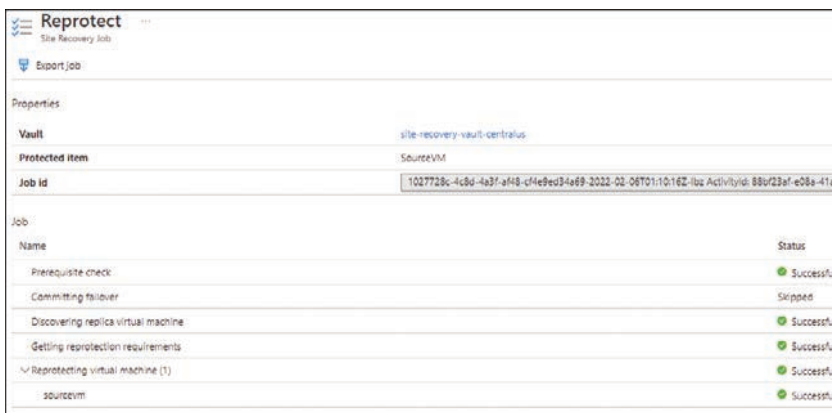 Reprotect ...
Site Recovery Job
Export job
Properties
Vault site-recovery-vault-centralus
Protected item SourceVM
Job id 1027728c-4c8d-4a3f-af48-cf4e9ed34a69-2022-02-06T01:10:16Z-Ibz ActivityId: 88bf23af-e08a-41a
Job
Name Status
Prerequisite check Successfu
Committing failover Skipped
Discovering replica virtual machine Successfu
Getting reprotection requirements Successfu
Reprotecting virtual machine (1) Successfu
sourcevm Successfu